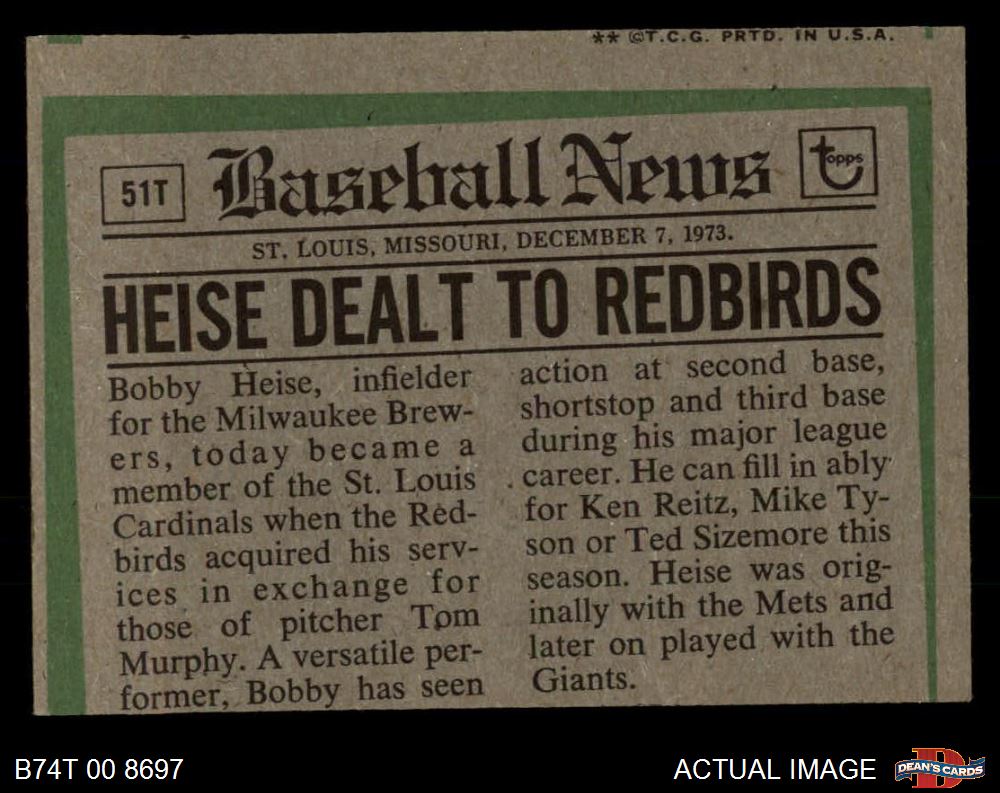 ** ©T.C.G. PRTD. IN U.S.A.
51T
Baseball News
topps
ST. LOUIS, MISSOURI, DECEMBER 7, 1973.
HEISE DEALT TO REDBIRDS
Bobby Heise, infielder
for the Milwaukee Brew-
ers, today became a
member of the St. Louis
Cardinals when the Red-
birds acquired his serv-
ices in exchange for
those of pitcher Tom
Murphy. A versatile per-
former, Bobby has seen
action at second base,
shortstop and third base
during his major league
career. He can fill in ably
for Ken Reitz, Mike Ty-
son or Ted Sizemore this
season. Heise was orig-
inally with the Mets and
later on played with the
Giants.
B74T 00 8697
ACTUAL IMAGE
DEAN'S CARDS